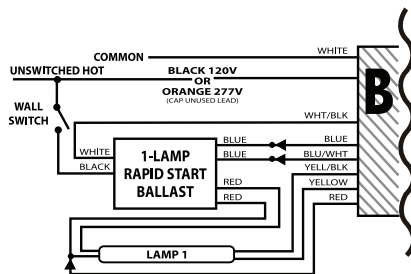 COMMON
WHITE
UNSWITCHED HOT
BLACK 120V
OR
ORANGE 277V
(CAP UNUSED LEAD)
B
WALL
SWITCH
WHT/BLK
WHITE
BLACK
1-LAMP
RAPID START
BALLAST
BLUE
BLUE
BLUE
BLU/WHT
YELL/BLK
RED
YELLOW
RED
RED
LAMP 1